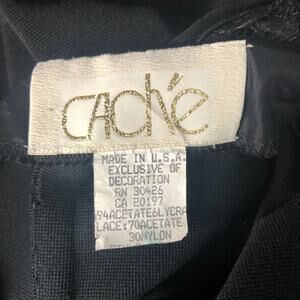 CAché
MADE IN U.S.A.
EXCLUSIVE OF
DECORATION
RN 30426
CA 20197
94ACETATE6LYCRA
LACE:70ACETATE
30NYLON